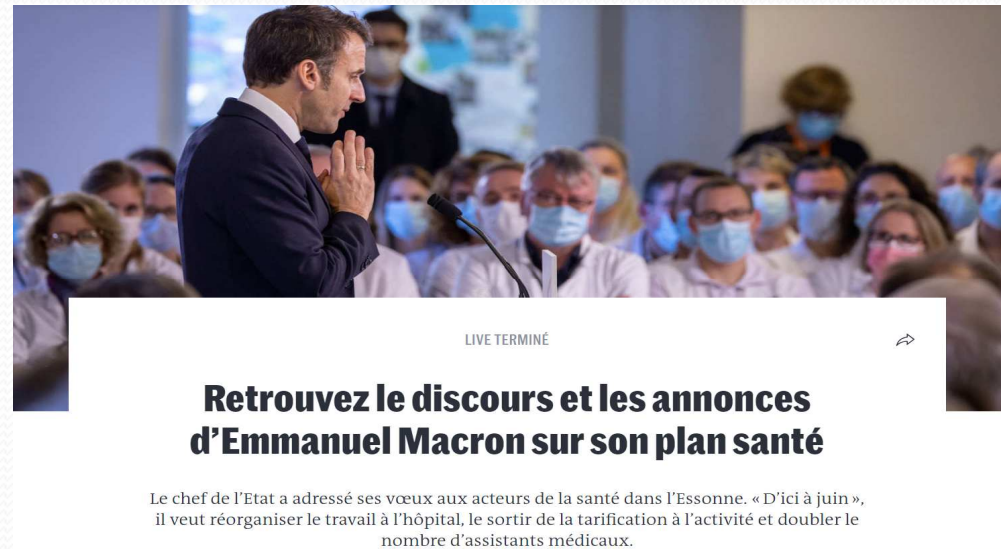 LIVE TERMINÉ
Retrouvez le discours et les annonces
d’Emmanuel Macron sur son plan santé
Le chef de l’Etat a adressé ses vœux aux acteurs de la santé dans l’Essonne. « D’ici à juin »,
il veut réorganiser le travail à l’hôpital, le sortir de la tarification à l’activité et doubler le
nombre d’assistants médicaux.